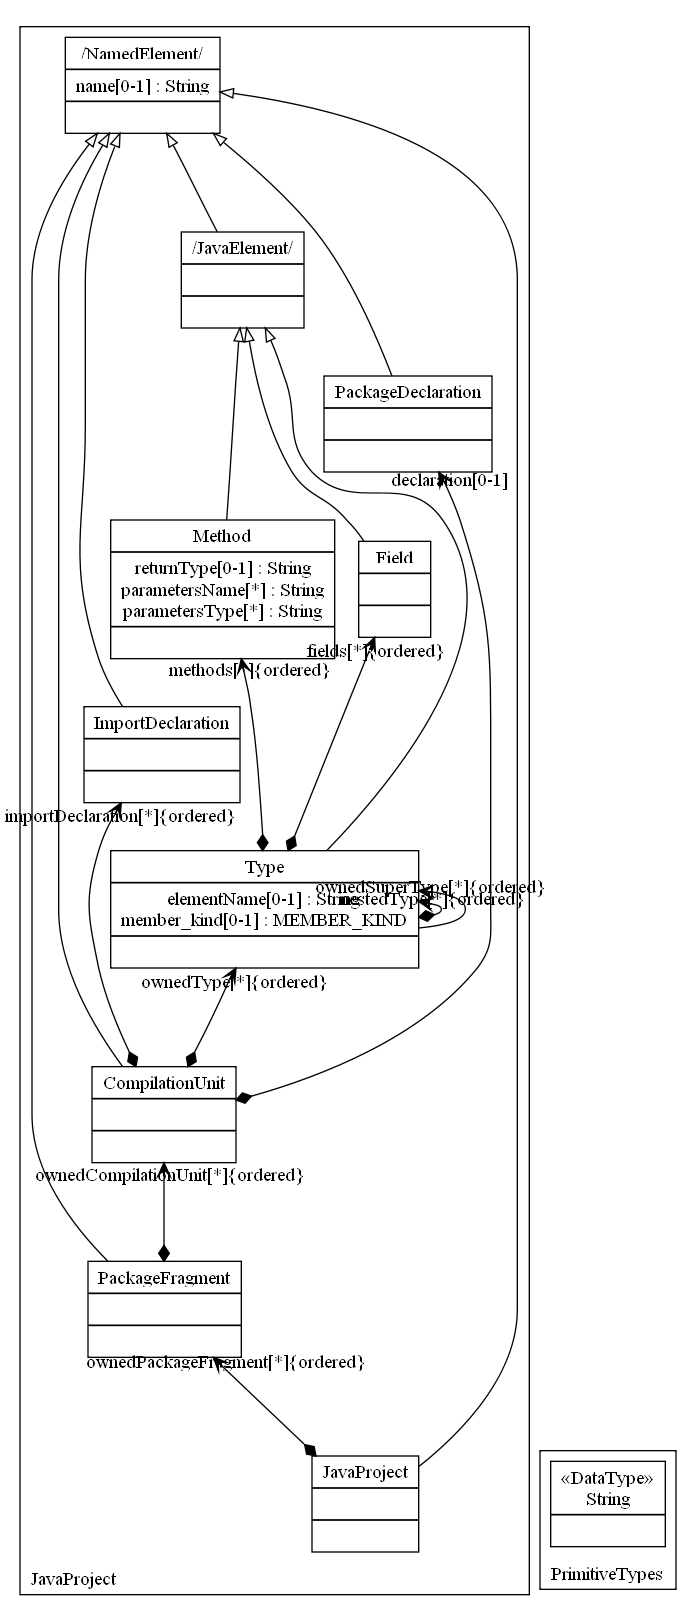 /NamedElement/
name[0-1] : String
/JavaElement/
PackageDeclaration
declaration[0-1]
Method
returnType[0-1] : String
parametersName[*] : String
parametersType[*] : String
Field
fields[*]{ordered}
methods[*]{ordered}
ImportDeclaration
importDeclaration[*]{ordered}
Type
ownedSuperType[*]{ordered}
elementName[0-1] : String
nestedType[*]{ordered}
member_kind[0-1] : MEMBER_KIND
ownedType[*]{ordered}
CompilationUnit
ownedCompilationUnit[*]{ordered}
PackageFragment
ownedPackageFragment[*]{ordered}
JavaProject
«DataType»
String
PrimitiveTypes
JavaProject